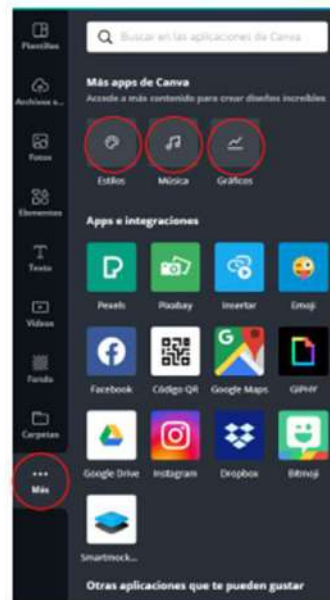 Plantillas
Archivos s...
Fotos
Elementos
Texto
Videos
Fondo
Carpetas
Más
Buscar en las aplicaciones de Canva
Más apps de Canva
Accede a más contenido para crear diseños increíbles
Estilos Música Gráficos
Apps e integraciones
Pexels Pixabay Insertar Emoji
Facebook Código QR Google Maps GIPHY
Google Drive Instagram Dropbox Bitmoji
Smartmock...
Otras aplicaciones que te pueden gustar